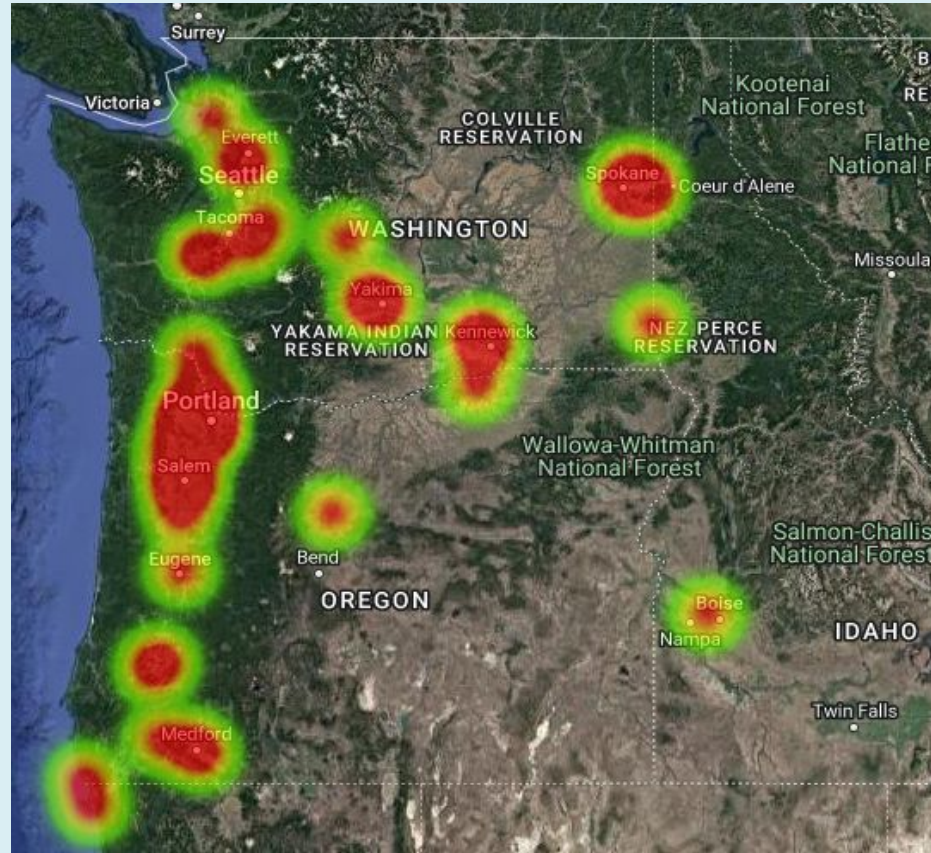 Surrey
Victoria
Everett
Seattle
Tacoma
COLVILLE
RESERVATION
Kootenai
National Forest
B
RE
Flathe
National F
Spokane
Coeur d'Alene
WASHINGTON
Missoula
Yakima
YAKAMA INDIAN
RESERVATION
Kennewick
NEZ PERCE
RESERVATION
Portland
Salem
Wallowa-Whitman
National Forest
Eugene
Bend
OREGON
Salmon-Challis
National Forest
Boise
Nampa
IDAHO
Twin Falls
Medford